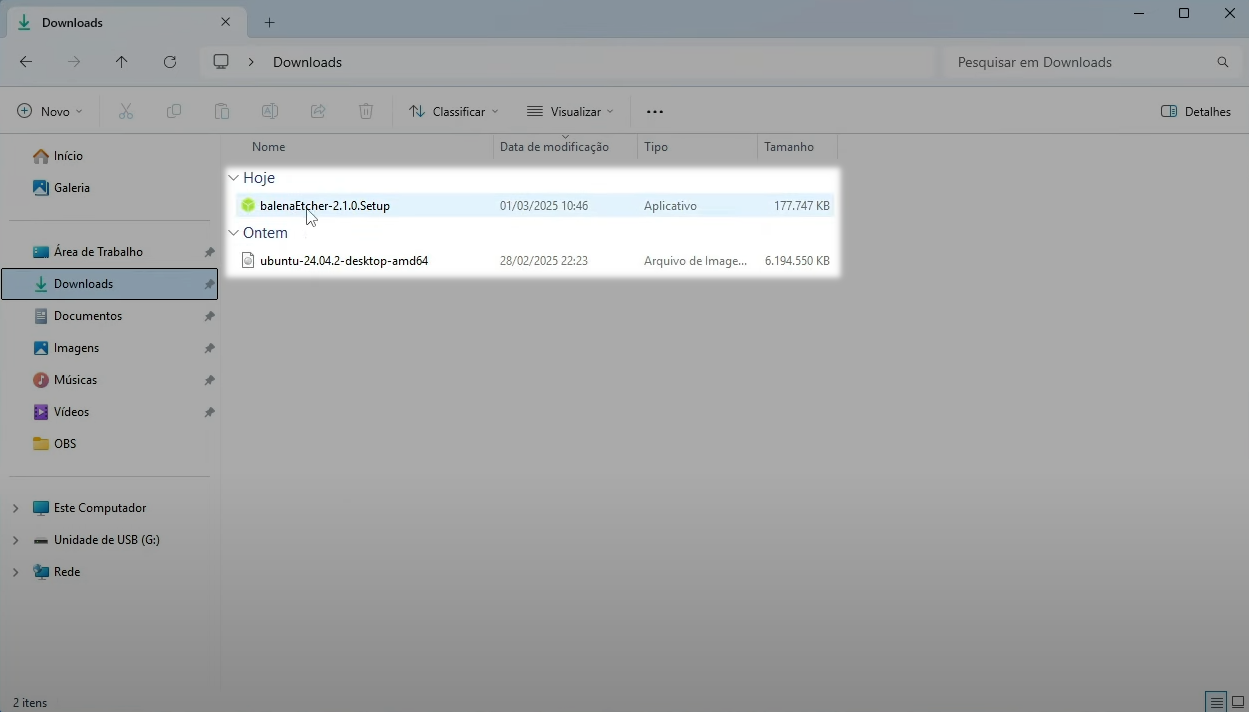 Downloads
Downloads
Pesquisar em Downloads
Novo
Classificar
Visualizar
Detalhes
Nome
Data de modificação
Tipo
Tamanho
Início
Galeria
Área de Trabalho
Downloads
Documentos
Imagens
Músicas
Vídeos
OBS
Este Computador
Unidade de USB (G:)
Rede
Hoje
balenaEtcher-2.1.0.Setup
01/03/2025 10:46
Aplicativo
177.747 KB
Ontem
ubuntu-24.04.2-desktop-amd64
28/02/2025 22:23
Arquivo de Image...
6.194.550 KB
2 itens